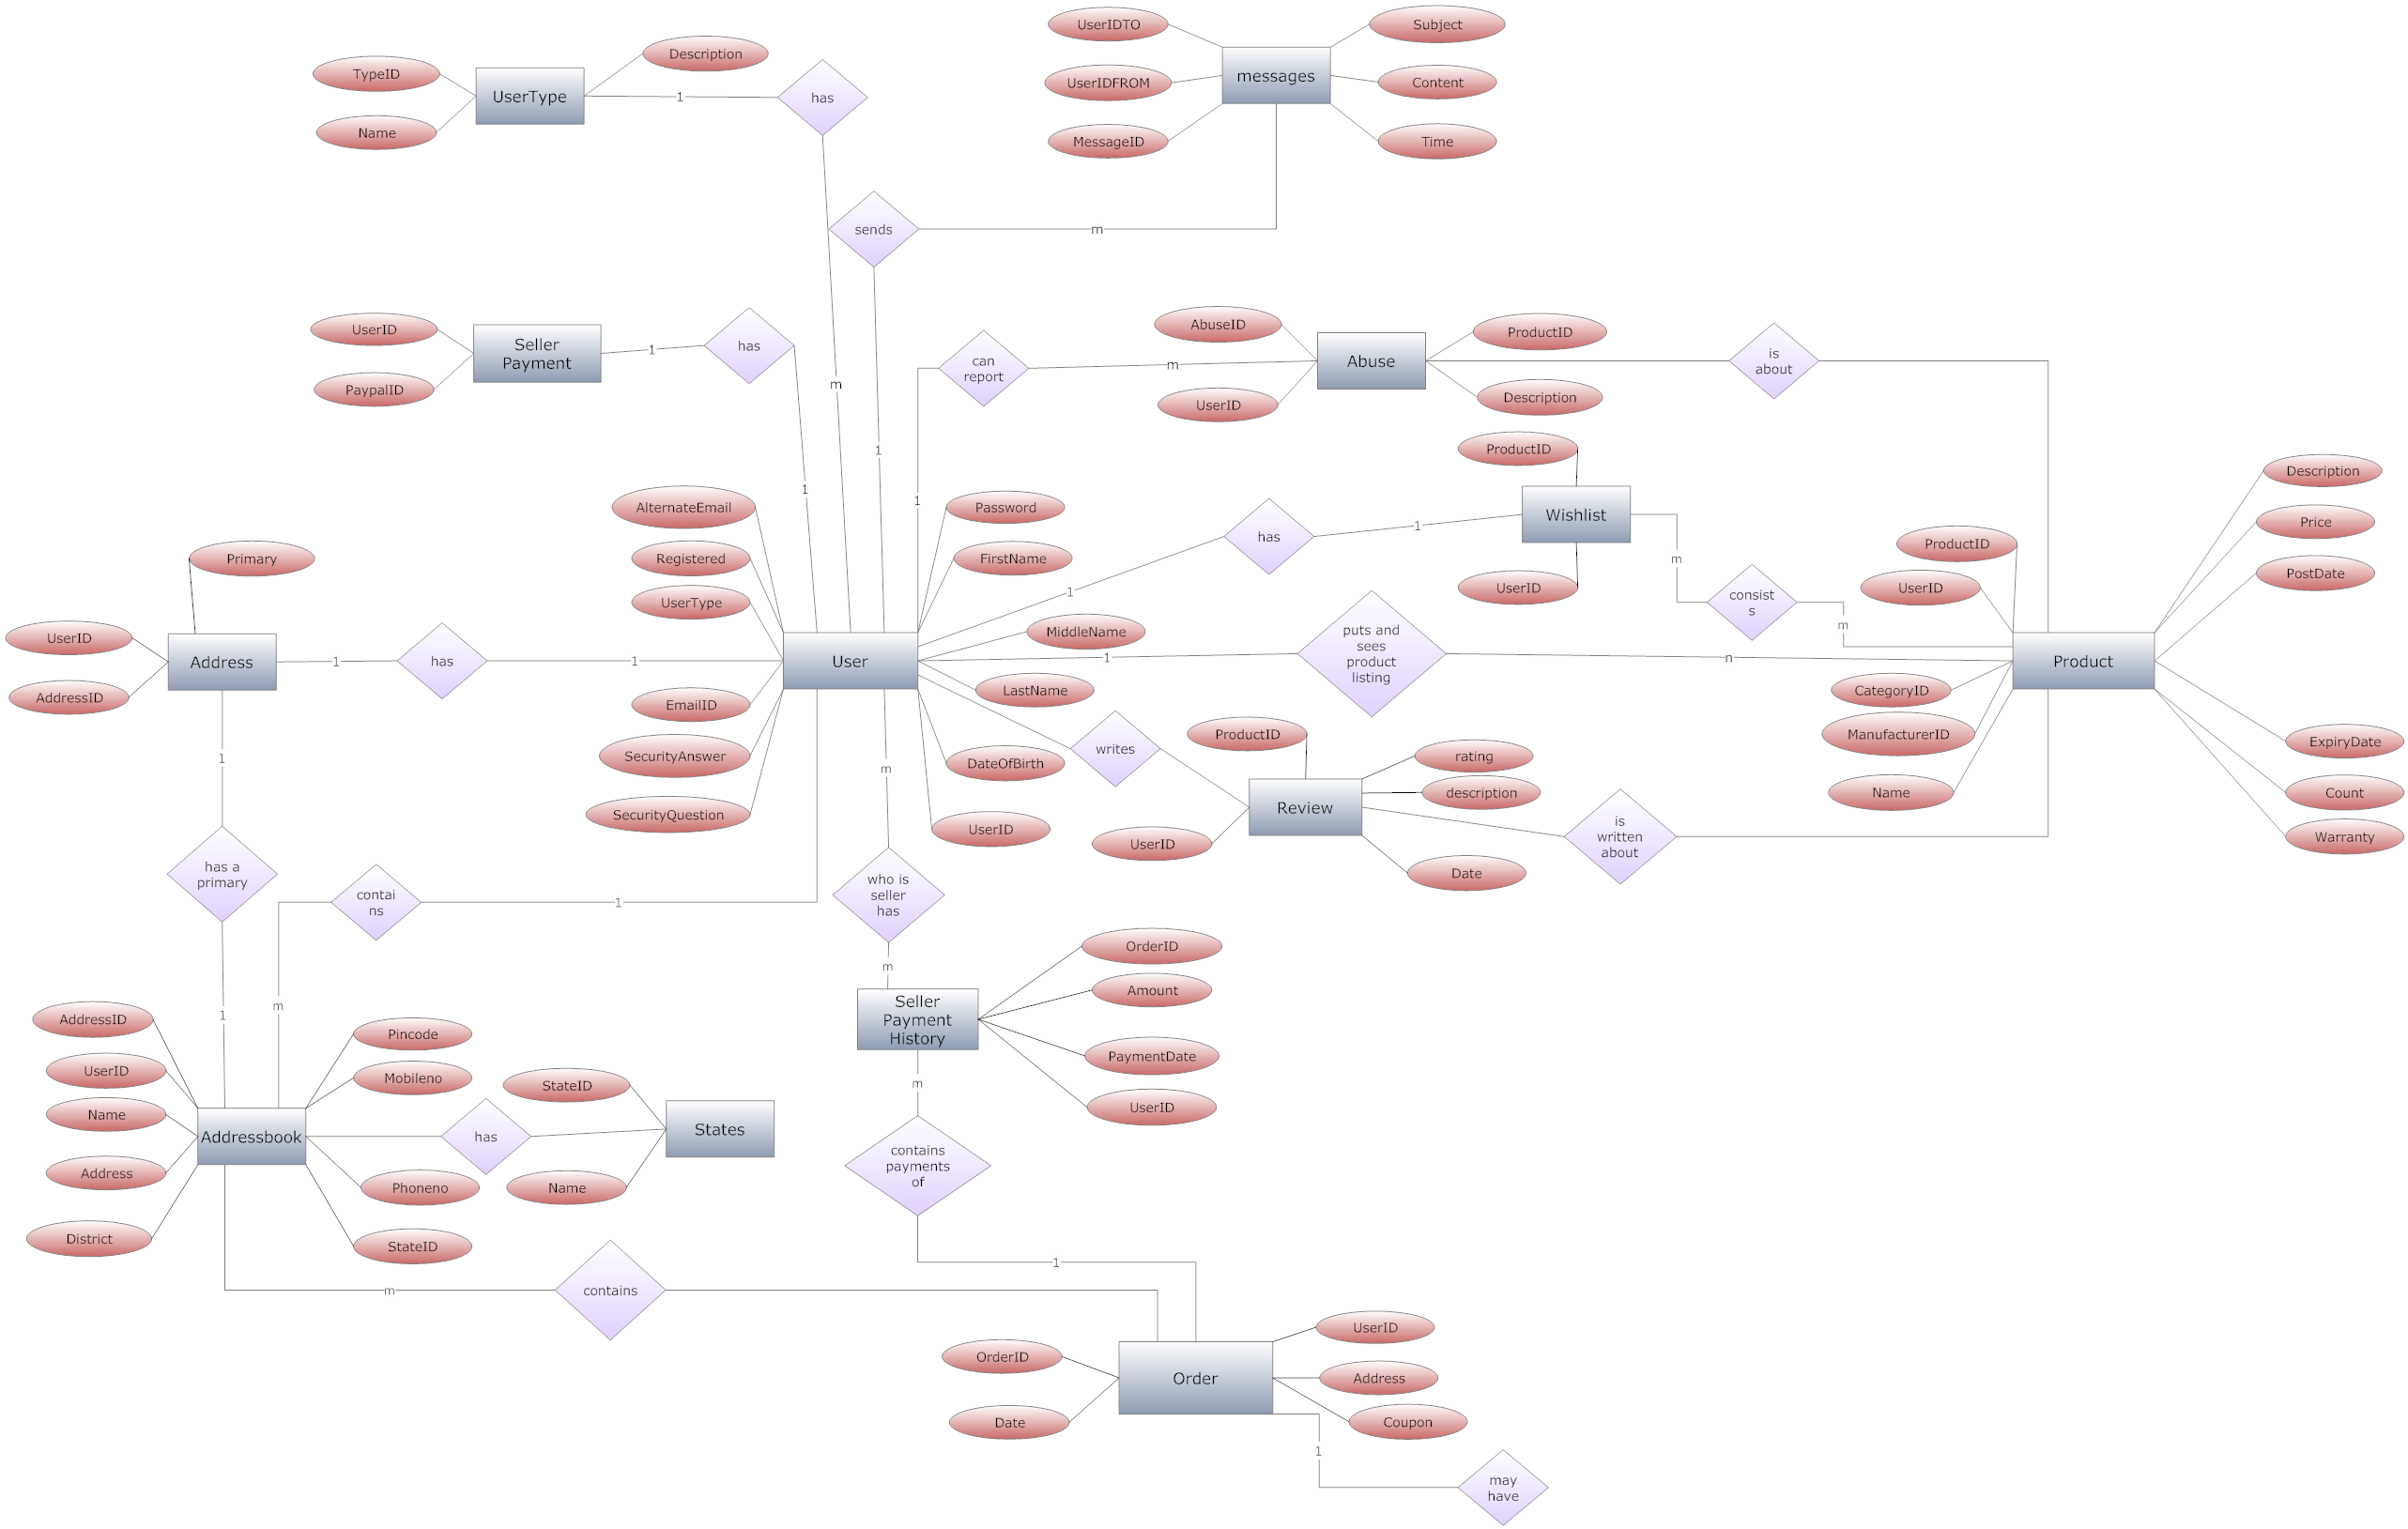 UserIDTO
Subject
TypeID
UserType
Description
1
has
messages
UserIDFROM
Content
Name
MessageID
Time
sends
m
UserID
Seller
Payment
1
has
PaypalID
m
AbuseID
Abuse
ProductID
is
about
can
report
m
UserID
Description
1
1
1
ProductID
Wishlist
UserID
has
1
1
m
consist
s
m
AlternateEmail
Registered
UserType
EmailID
SecurityAnswer
SecurityQuestion
User
Password
FirstName
MiddleName
LastName
DateOfBirth
UserID
Primary
UserID
AddressID
Address
1
has
1
1
puts and
sees
product
listing
n
ProductID
UserID
CategoryID
ManufacturerID
Name
Product
Description
Price
PostDate
ExpiryDate
Count
Warranty
writes
ProductID
UserID
Review
rating
description
Date
is
written
about
1
has a
primary
1
contai
ns
1
m
m
who is
seller
has
m
Seller
Payment
History
OrderID
Amount
PaymentDate
UserID
AddressID
UserID
Name
Address
District
Addressbook
Pincode
Mobileno
Phoneno
StateID
has
StateID
Name
States
m
contains
payments
of
1
m
contains
OrderID
Date
Order
UserID
Address
Coupon
1
may
have